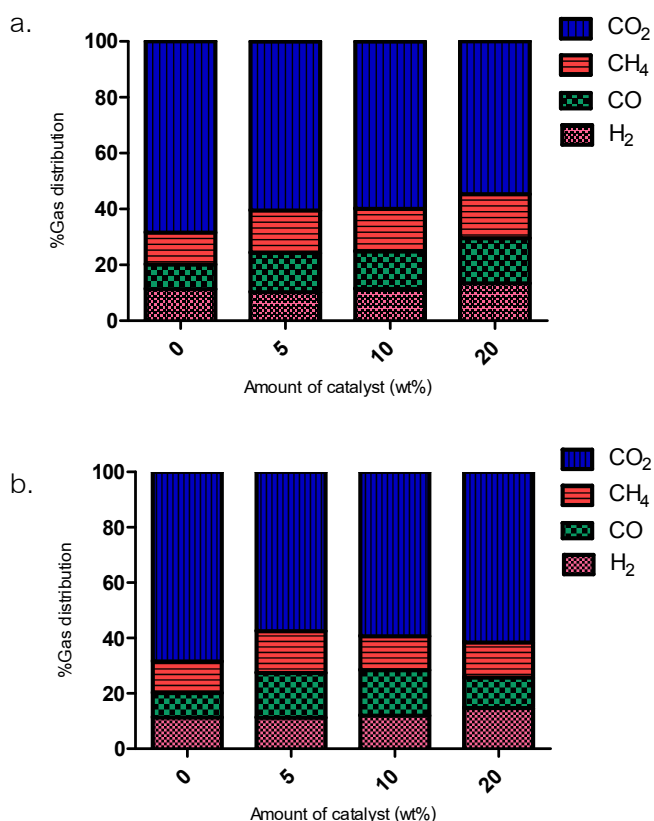 a.
%Gas distribution
100
80
60
40
20
0
0 5 10 20
Amount of catalyst (wt%)
CO₂
CH₄
CO
H₂
b.
%Gas distribution
100
80
60
40
20
0
0 5 10 20
Amount of catalyst (wt%)
CO₂
CH₄
CO
H₂